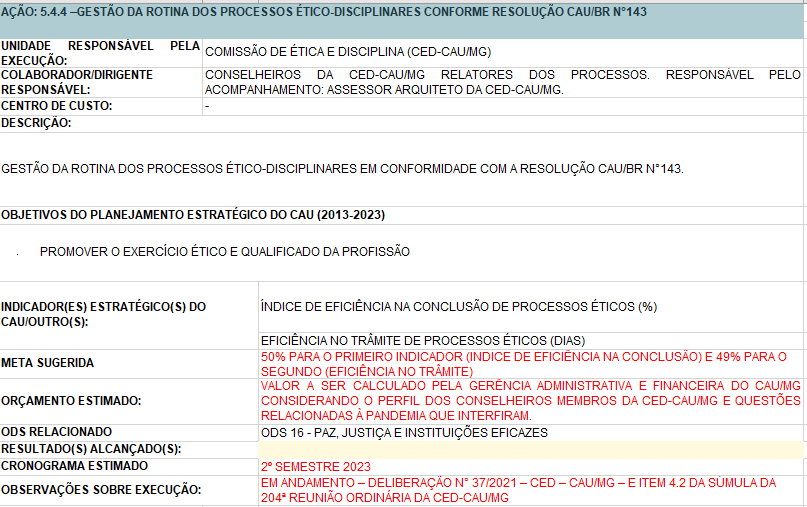 AÇÃO: 5.4.4 –GESTÃO DA ROTINA DOS PROCESSOS ÉTICO-DISCIPLINARES CONFORME RESOLUÇÃO CAU/BR N°143
UNIDADE RESPONSÁVEL PELA EXECUÇÃO:
COMISSÃO DE ÉTICA E DISCIPLINA (CED-CAU/MG)
COLABORADOR/DIRIGENTE
RESPONSÁVEL:
CONSELHEIROS DA CED-CAU/MG RELATORES DOS PROCESSOS. RESPONSÁVEL PELO
ACOMPANHAMENTO: ASSESSOR ARQUITETO DA CED-CAU/MG.
CENTRO DE CUSTO:
-
DESCRIÇÃO:
GESTÃO DA ROTINA DOS PROCESSOS ÉTICO-DISCIPLINARES EM CONFORMIDADE COM A RESOLUÇÃO CAU/BR N°143.
OBJETIVOS DO PLANEJAMENTO ESTRATÉGICO DO CAU (2013-2023)
· PROMOVER O EXERCÍCIO ÉTICO E QUALIFICADO DA PROFISSÃO
INDICADOR(ES) ESTRATÉGICO(S) DO
CAU/OUTRO(S):
ÍNDICE DE EFICIÊNCIA NA CONCLUSÃO DE PROCESSOS ÉTICOS (%)
EFICIÊNCIA NO TRÂMITE DE PROCESSOS ÉTICOS (DIAS)
META SUGERIDA
50% PARA O PRIMEIRO INDICADOR (INDICE DE EFICIÊNCIA NA CONCLUSÃO) E 49% PARA O
SEGUNDO (EFICIÊNCIA NO TRÂMITE)
ORÇAMENTO ESTIMADO:
VALOR A SER CALCULADO PELA GERÊNCIA ADMINISTRATIVA E FINANCEIRA DO CAU/MG
CONSIDERANDO O PERFIL DOS CONSELHEIROS MEMBROS DA CED-CAU/MG E QUESTÕES
RELACIONADAS À PANDEMIA QUE INTERFIRAM.
ODS RELACIONADO
ODS 16 - PAZ, JUSTIÇA E INSTITUIÇÕES EFICAZES
RESULTADO(S) ALCANÇADO(S):
CRONOGRAMA ESTIMADO
2º SEMESTRE 2023
OBSERVAÇÕES SOBRE EXECUÇÃO:
EM ANDAMENTO – DELIBERAÇÃO N° 37/2021 – CED – CAU/MG – E ITEM 4.2 DA SÚMULA DA
204ª REUNIÃO ORDINÁRIA DA CED-CAU/MG